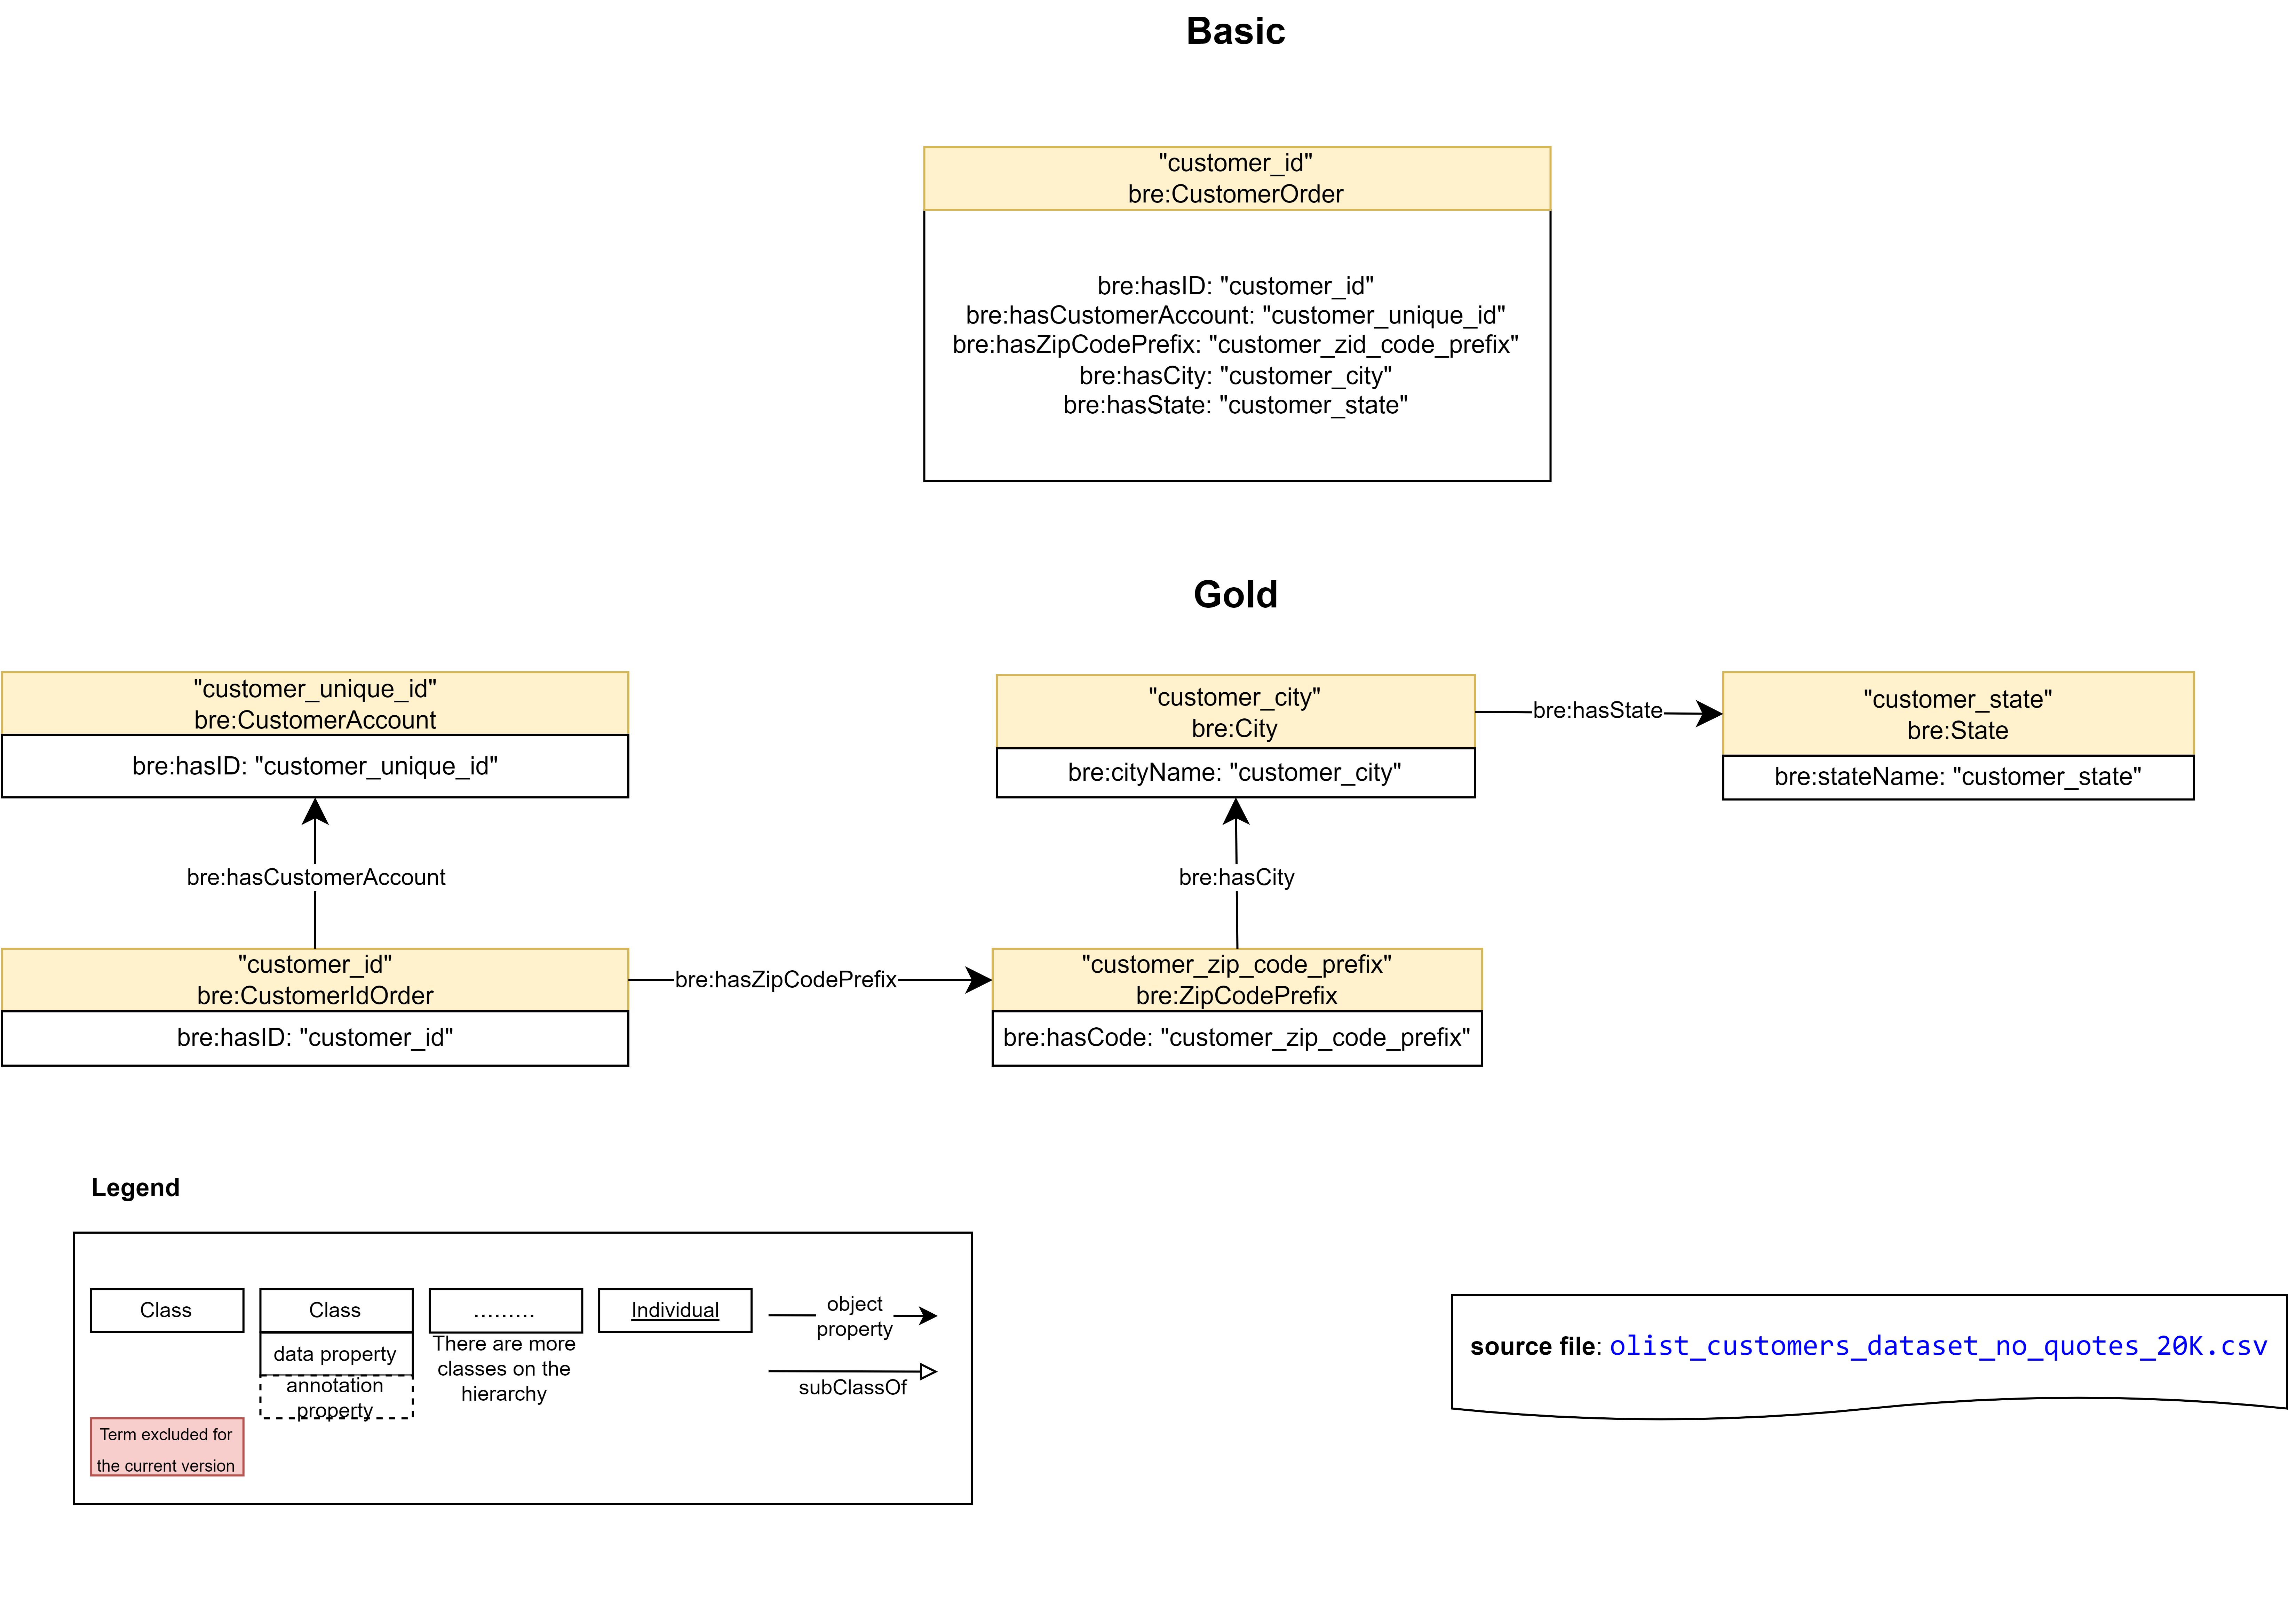 Basic
"customer_id"
bre:CustomerOrder
bre:hasID: "customer_id"
bre:hasCustomerAccount: "customer_unique_id"
bre:hasZipCodePrefix: "customer_zid_code_prefix"
bre:hasCity: "customer_city"
bre:hasState: "customer_state"
Gold
"customer_unique_id"
bre:CustomerAccount
bre:hasID: "customer_unique_id"
"customer_city"
bre:City
bre:cityName: "customer_city"
bre:hasState
"customer_state"
bre:State
bre:stateName: "customer_state"
bre:hasCustomerAccount
bre:hasCity
"customer_id"
bre:CustomerIdOrder
bre:hasID: "customer_id"
bre:hasZipCodePrefix
"customer_zip_code_prefix"
bre:ZipCodePrefix
bre:hasCode: "customer_zip_code_prefix"
Legend
Class
Class
data property
annotation
property
.........
There are more
classes on the
hierarchy
Individual
object
property
subClassOf
Term excluded for
the current version
source file: olist_customers_dataset_no_quotes_20K.csv